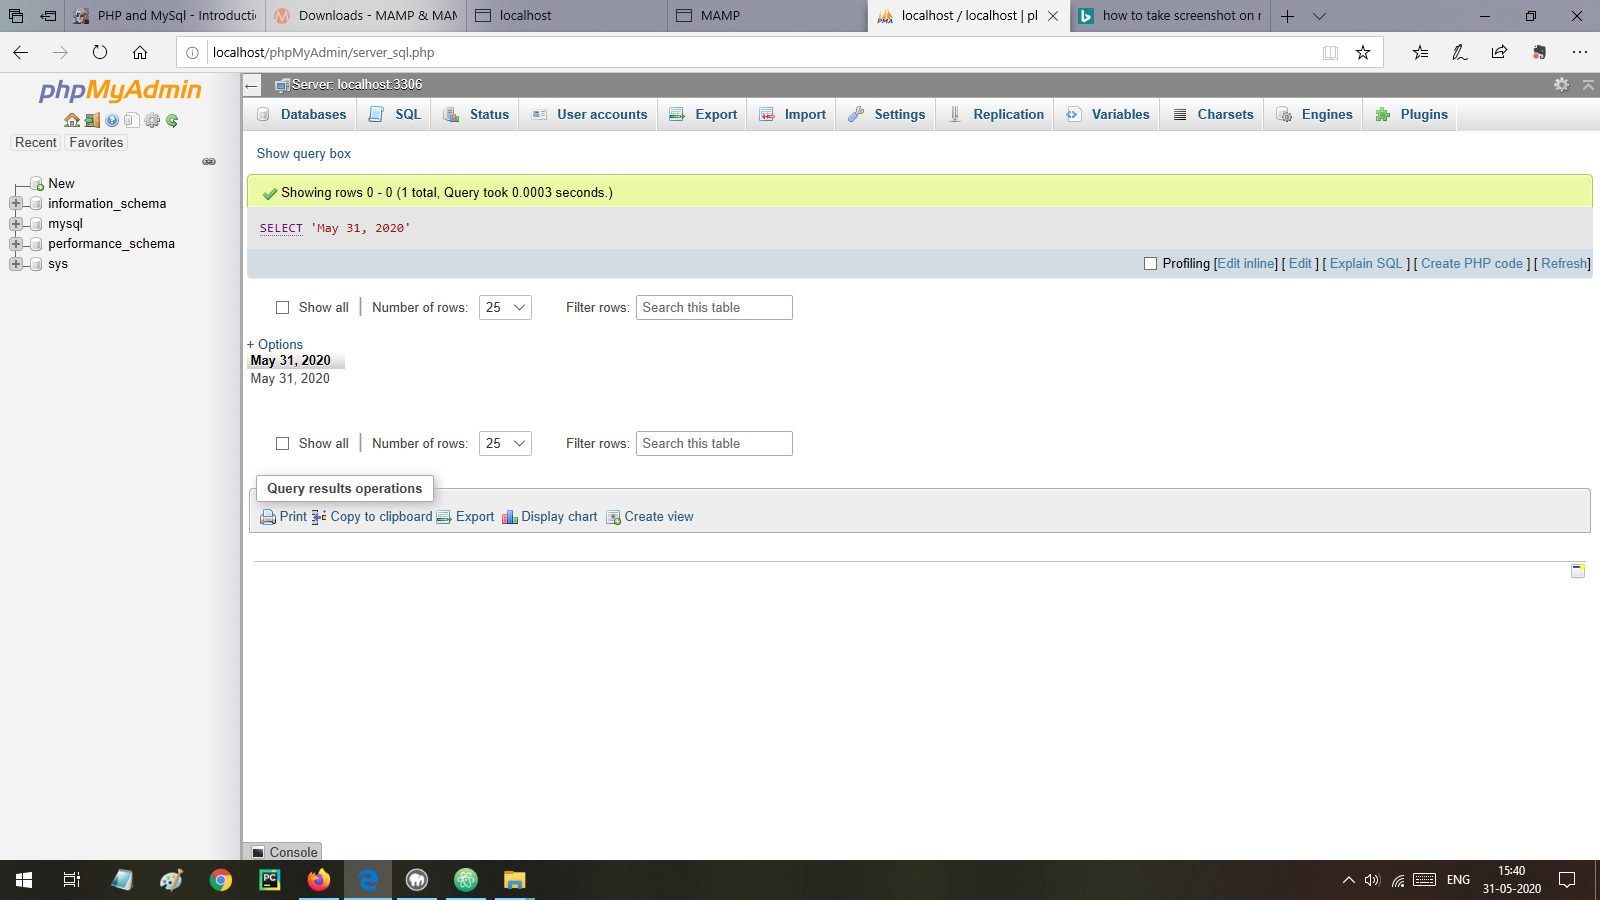 PHP and MySql - Introducti
Downloads - MAMP & MAM
localhost
MAMP
localhost / localhost | pl
how to take screenshot on r
localhost/phpMyAdmin/server_sql.php
phpMyAdmin
Recent
Favorites
New
information_schema
mysql
performance_schema
sys
Server: localhost:3306
Databases
SQL
Status
User accounts
Export
Import
Settings
Replication
Variables
Charsets
Engines
Plugins
Show query box
Showing rows 0 - 0 (1 total, Query took 0.0003 seconds.)
SELECT 'May 31, 2020'
Profiling [Edit inline] [ Edit ] [ Explain SQL ] [ Create PHP code ] [ Refresh]
Show all | Number of rows: 25 Filter rows: Search this table
+ Options
May 31, 2020
May 31, 2020
Show all | Number of rows: 25 Filter rows: Search this table
Query results operations
Print Copy to clipboard Export Display chart Create view
Console
ENG
15:40
31-05-2020